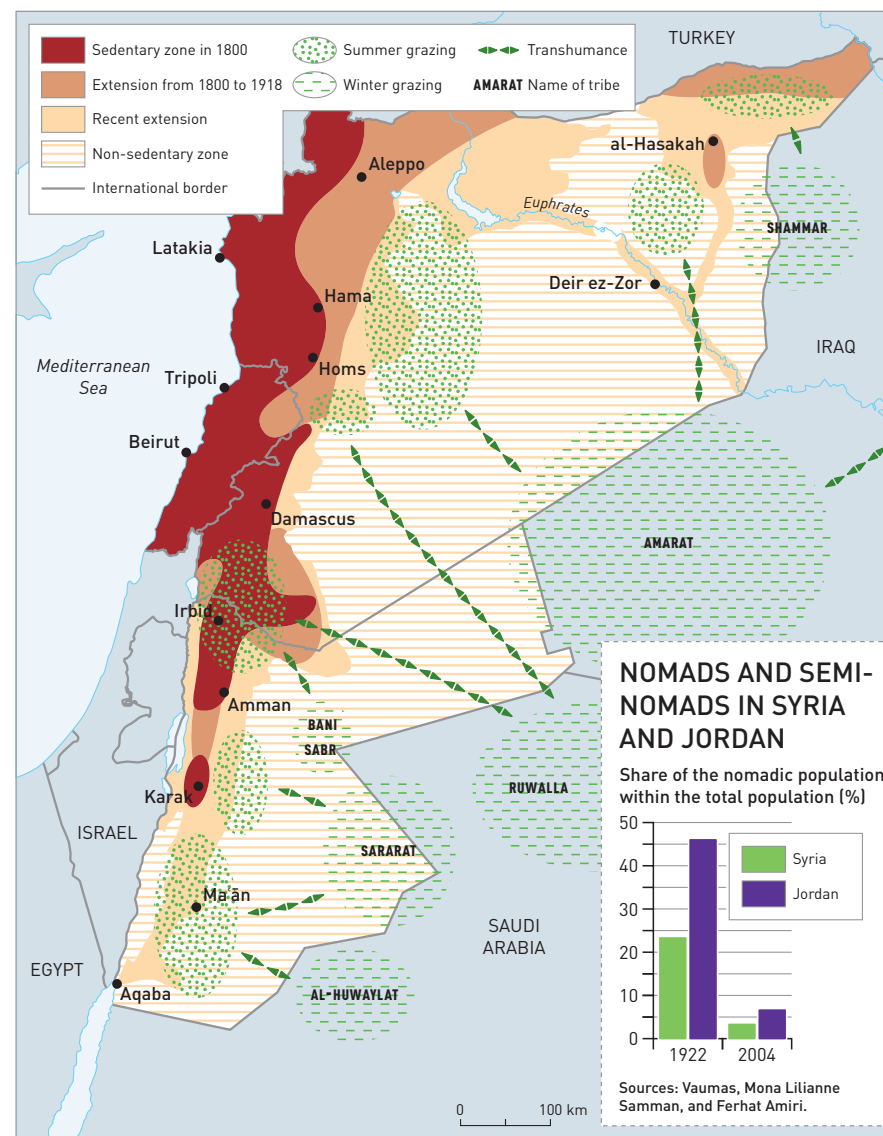 TURKEY
Sedentary zone in 1800
Extension from 1800 to 1918
Recent extension
Non-sedentary zone
International border
Summer grazing
Winter grazing
Transhumance
AMARAT Name of tribe
al-Hasakah
Aleppo
Euphrates
SHAMMAR
Latakia
Deir ez-Zor
Hama
IRAQ
Mediterranean
Sea
Homs
Tripoli
Beirut
Damascus
AMARAT
Irbid
Amman
BANI
SABR
RUWALLA
Karak
ISRAEL
SARARAT
Ma'ān
SAUDI
ARABIA
EGYPT
Aqaba
AL-HUWAYLAT
0 100 km
NOMADS AND SEMI-
NOMADS IN SYRIA
AND JORDAN
Share of the nomadic population
within the total population (%)
50
40
30
20
10
0
Syria
Jordan
1922 2004
Sources: Vaumas, Mona Lilianne
Samman, and Ferhat Amiri.